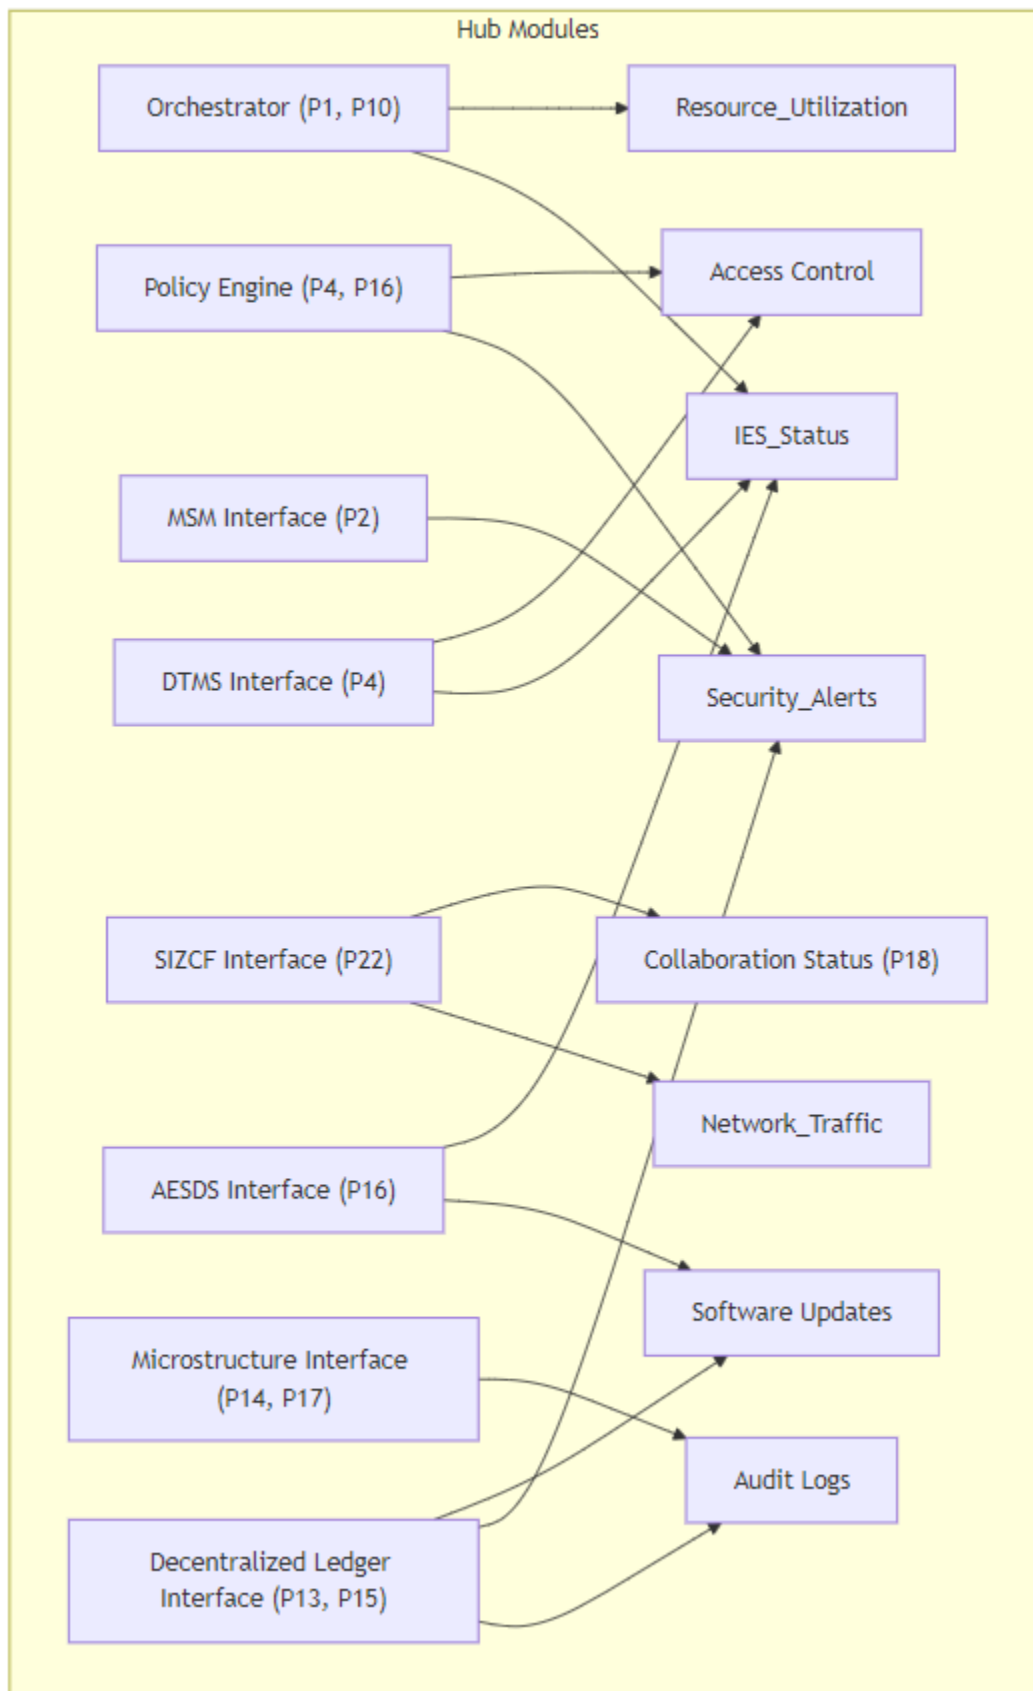 Hub Modules
Orchestrator (P1, P10)
Resource_Utilization
Policy Engine (P4, P16)
Access Control
IES_Status
MSM Interface (P2)
DTMS Interface (P4)
Security_Alerts
SIZCF Interface (P22)
Collaboration Status (P18)
Network_Traffic
AESDS Interface (P16)
Software Updates
Microstructure Interface
(P14, P17)
Audit Logs
Decentralized Ledger
Interface (P13, P15)